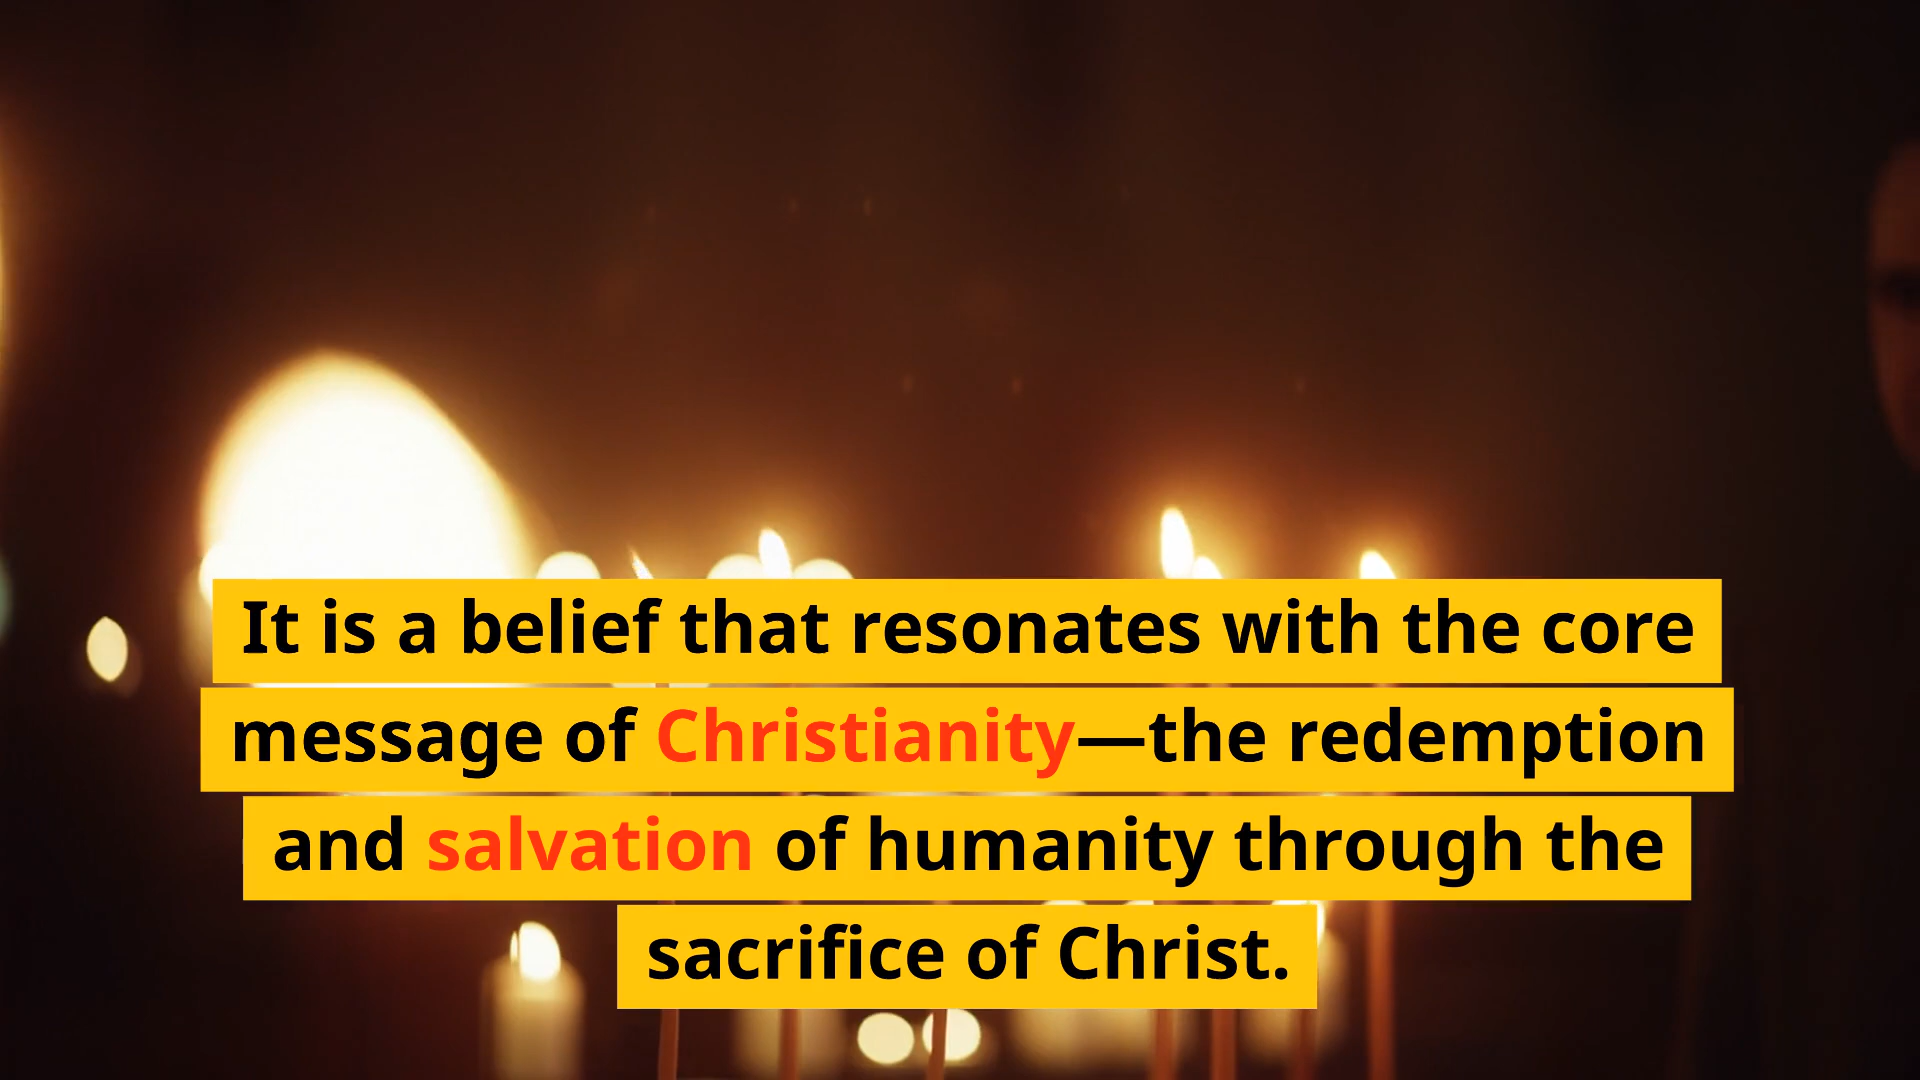 It is a belief that resonates with the core
message of Christianity—the redemption
and salvation of humanity through the
sacrifice of Christ.